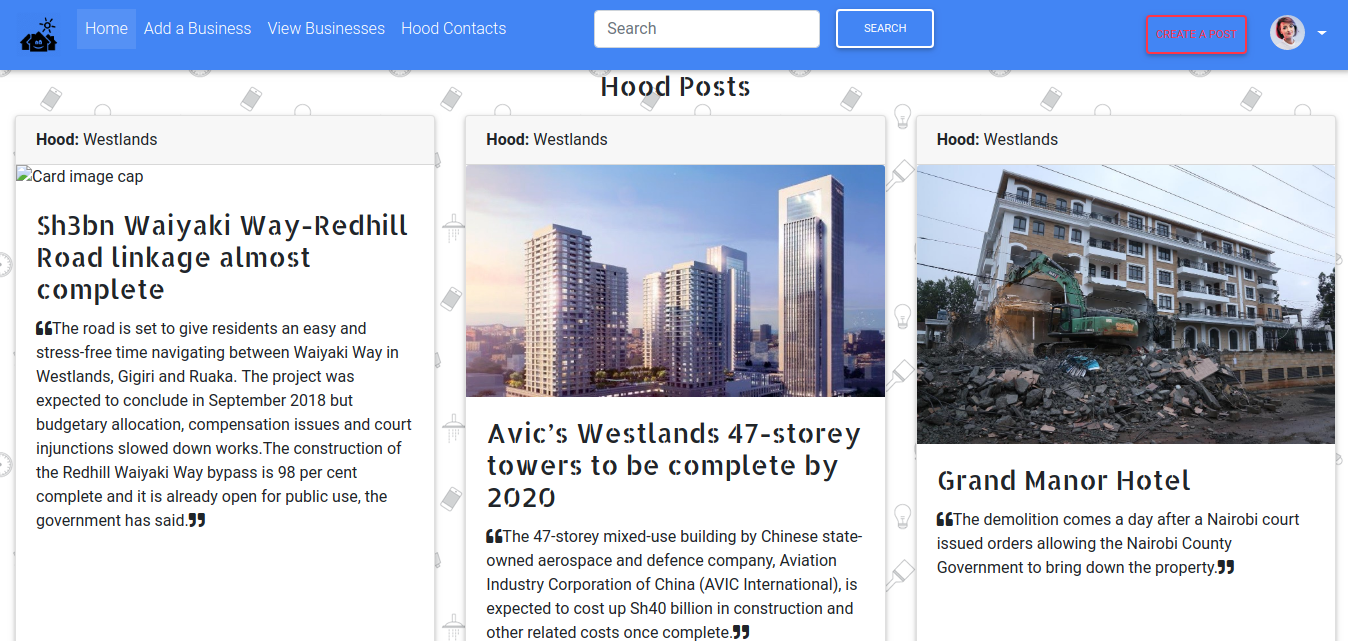 Home Add a Business View Businesses Hood Contacts Search SEARCH CREATE A POST
Hood Posts
Hood: Westlands
Card image cap
Sh3bn Waiyaki Way-Redhill
Road linkage almost
complete
❝The road is set to give residents an easy and
stress-free time navigating between Waiyaki Way in
Westlands, Gigiri and Ruaka. The project was
expected to conclude in September 2018 but
budgetary allocation, compensation issues and court
injunctions slowed down works.The construction of
the Redhill Waiyaki Way bypass is 98 per cent
complete and it is already open for public use, the
government has said.❞
Hood: Westlands
Avic’s Westlands 47-storey
towers to be complete by
2020
❝The 47-storey mixed-use building by Chinese state-
owned aerospace and defence company, Aviation
Industry Corporation of China (AVIC International), is
expected to cost up Sh40 billion in construction and
other related costs once complete.❞
Hood: Westlands
Grand Manor Hotel
❝The demolition comes a day after a Nairobi court
issued orders allowing the Nairobi County
Government to bring down the property.❞